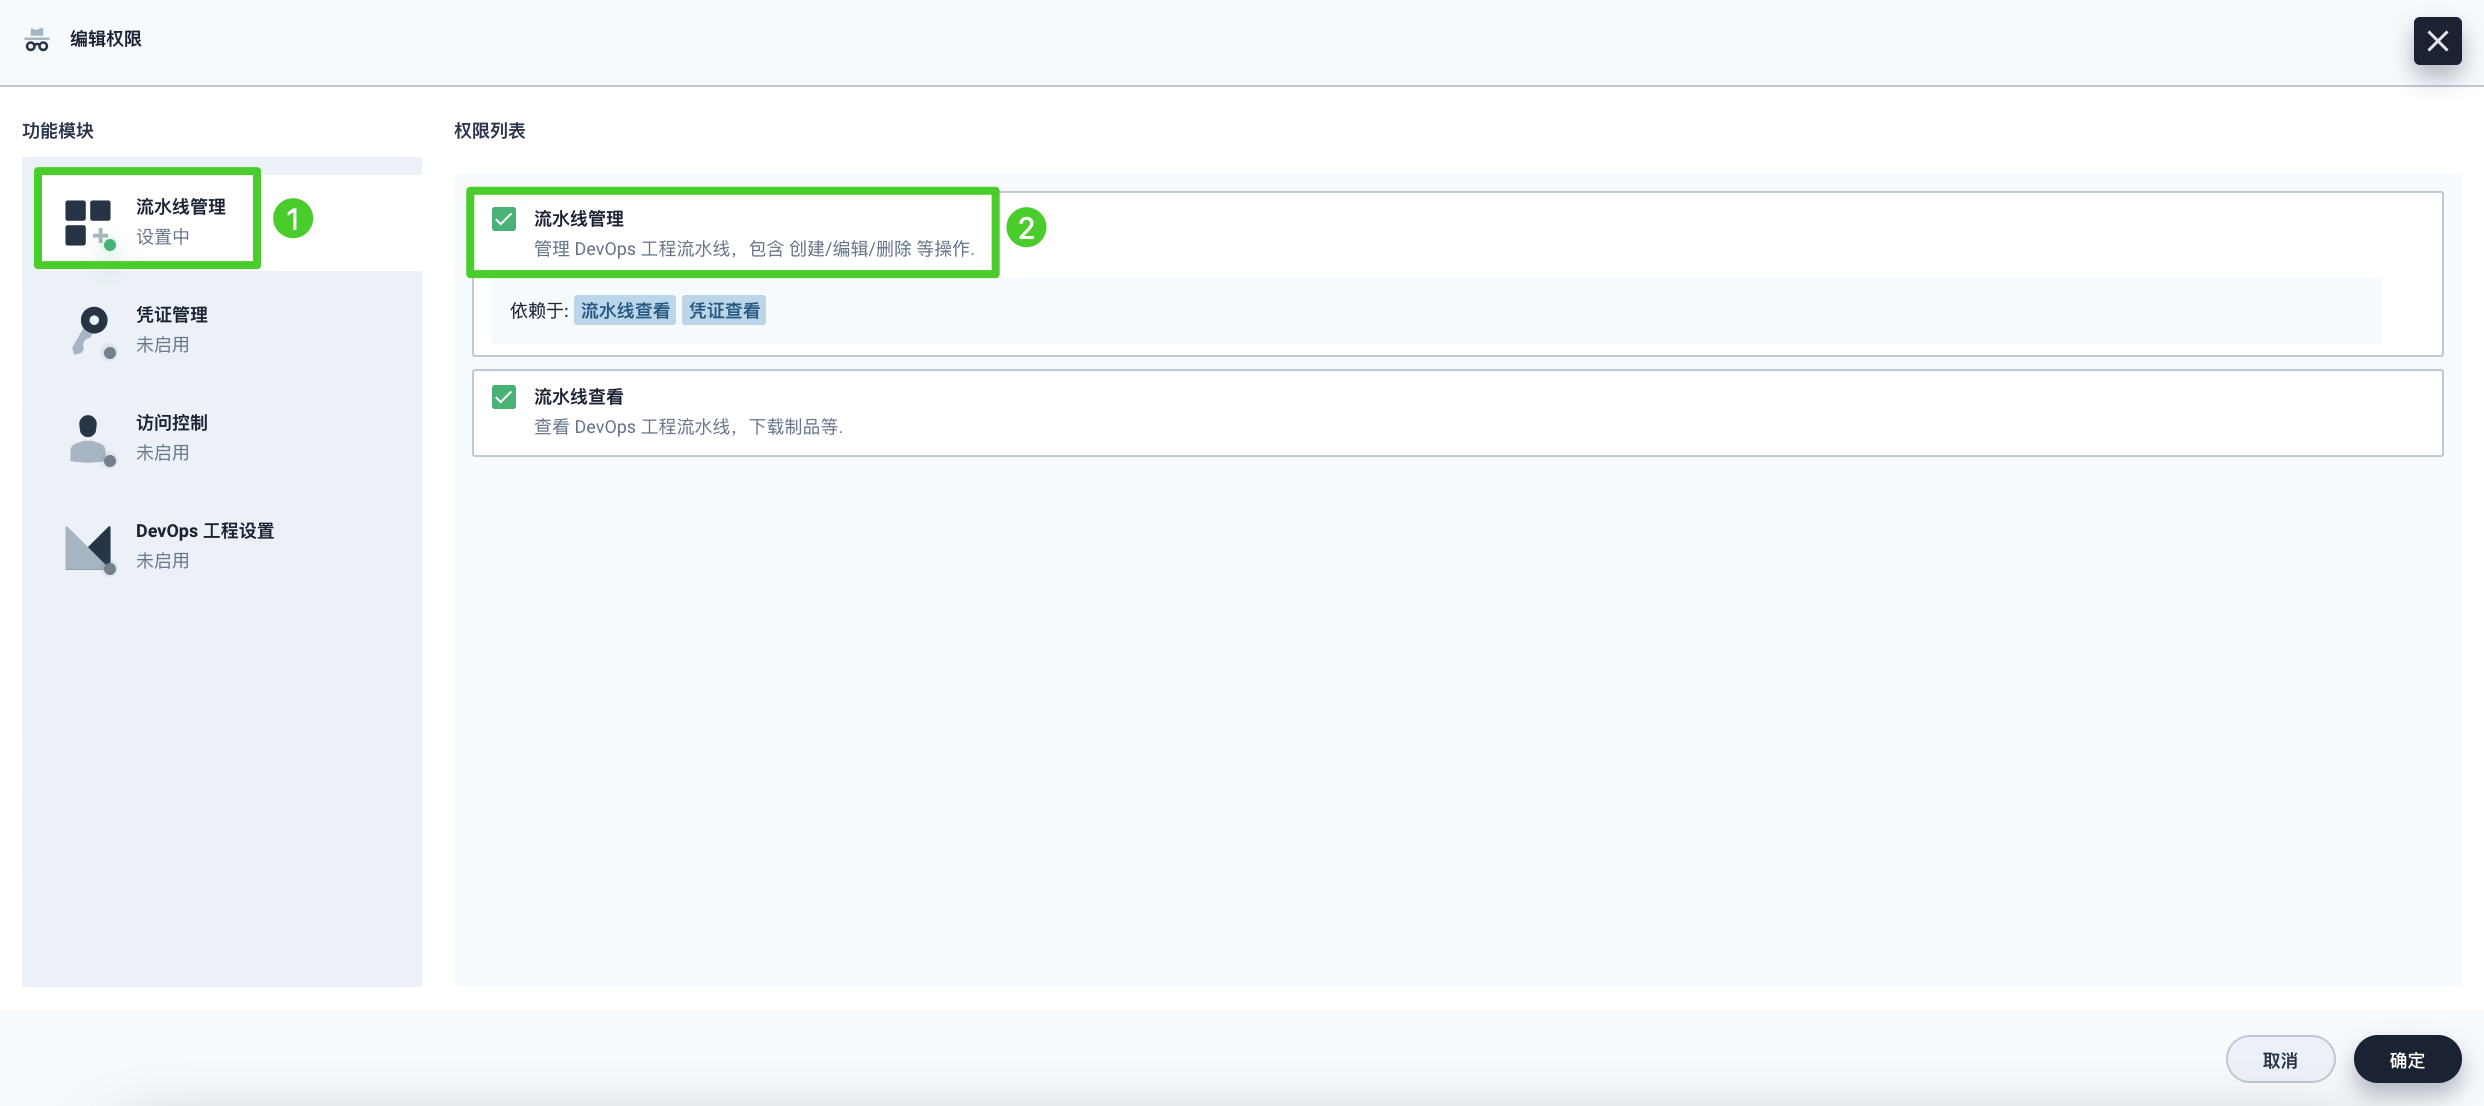 编辑权限
功能模块
流水线管理
设置中
1
凭证管理
未启用
访问控制
未启用
DevOps 工程设置
未启用
权限列表
流水线管理
管理 DevOps 工程流水线，包含 创建/编辑/删除 等操作.
2
依赖于: 流水线查看 凭证查看
流水线查看
查看 DevOps 工程流水线，下载制品等.
取消
确定